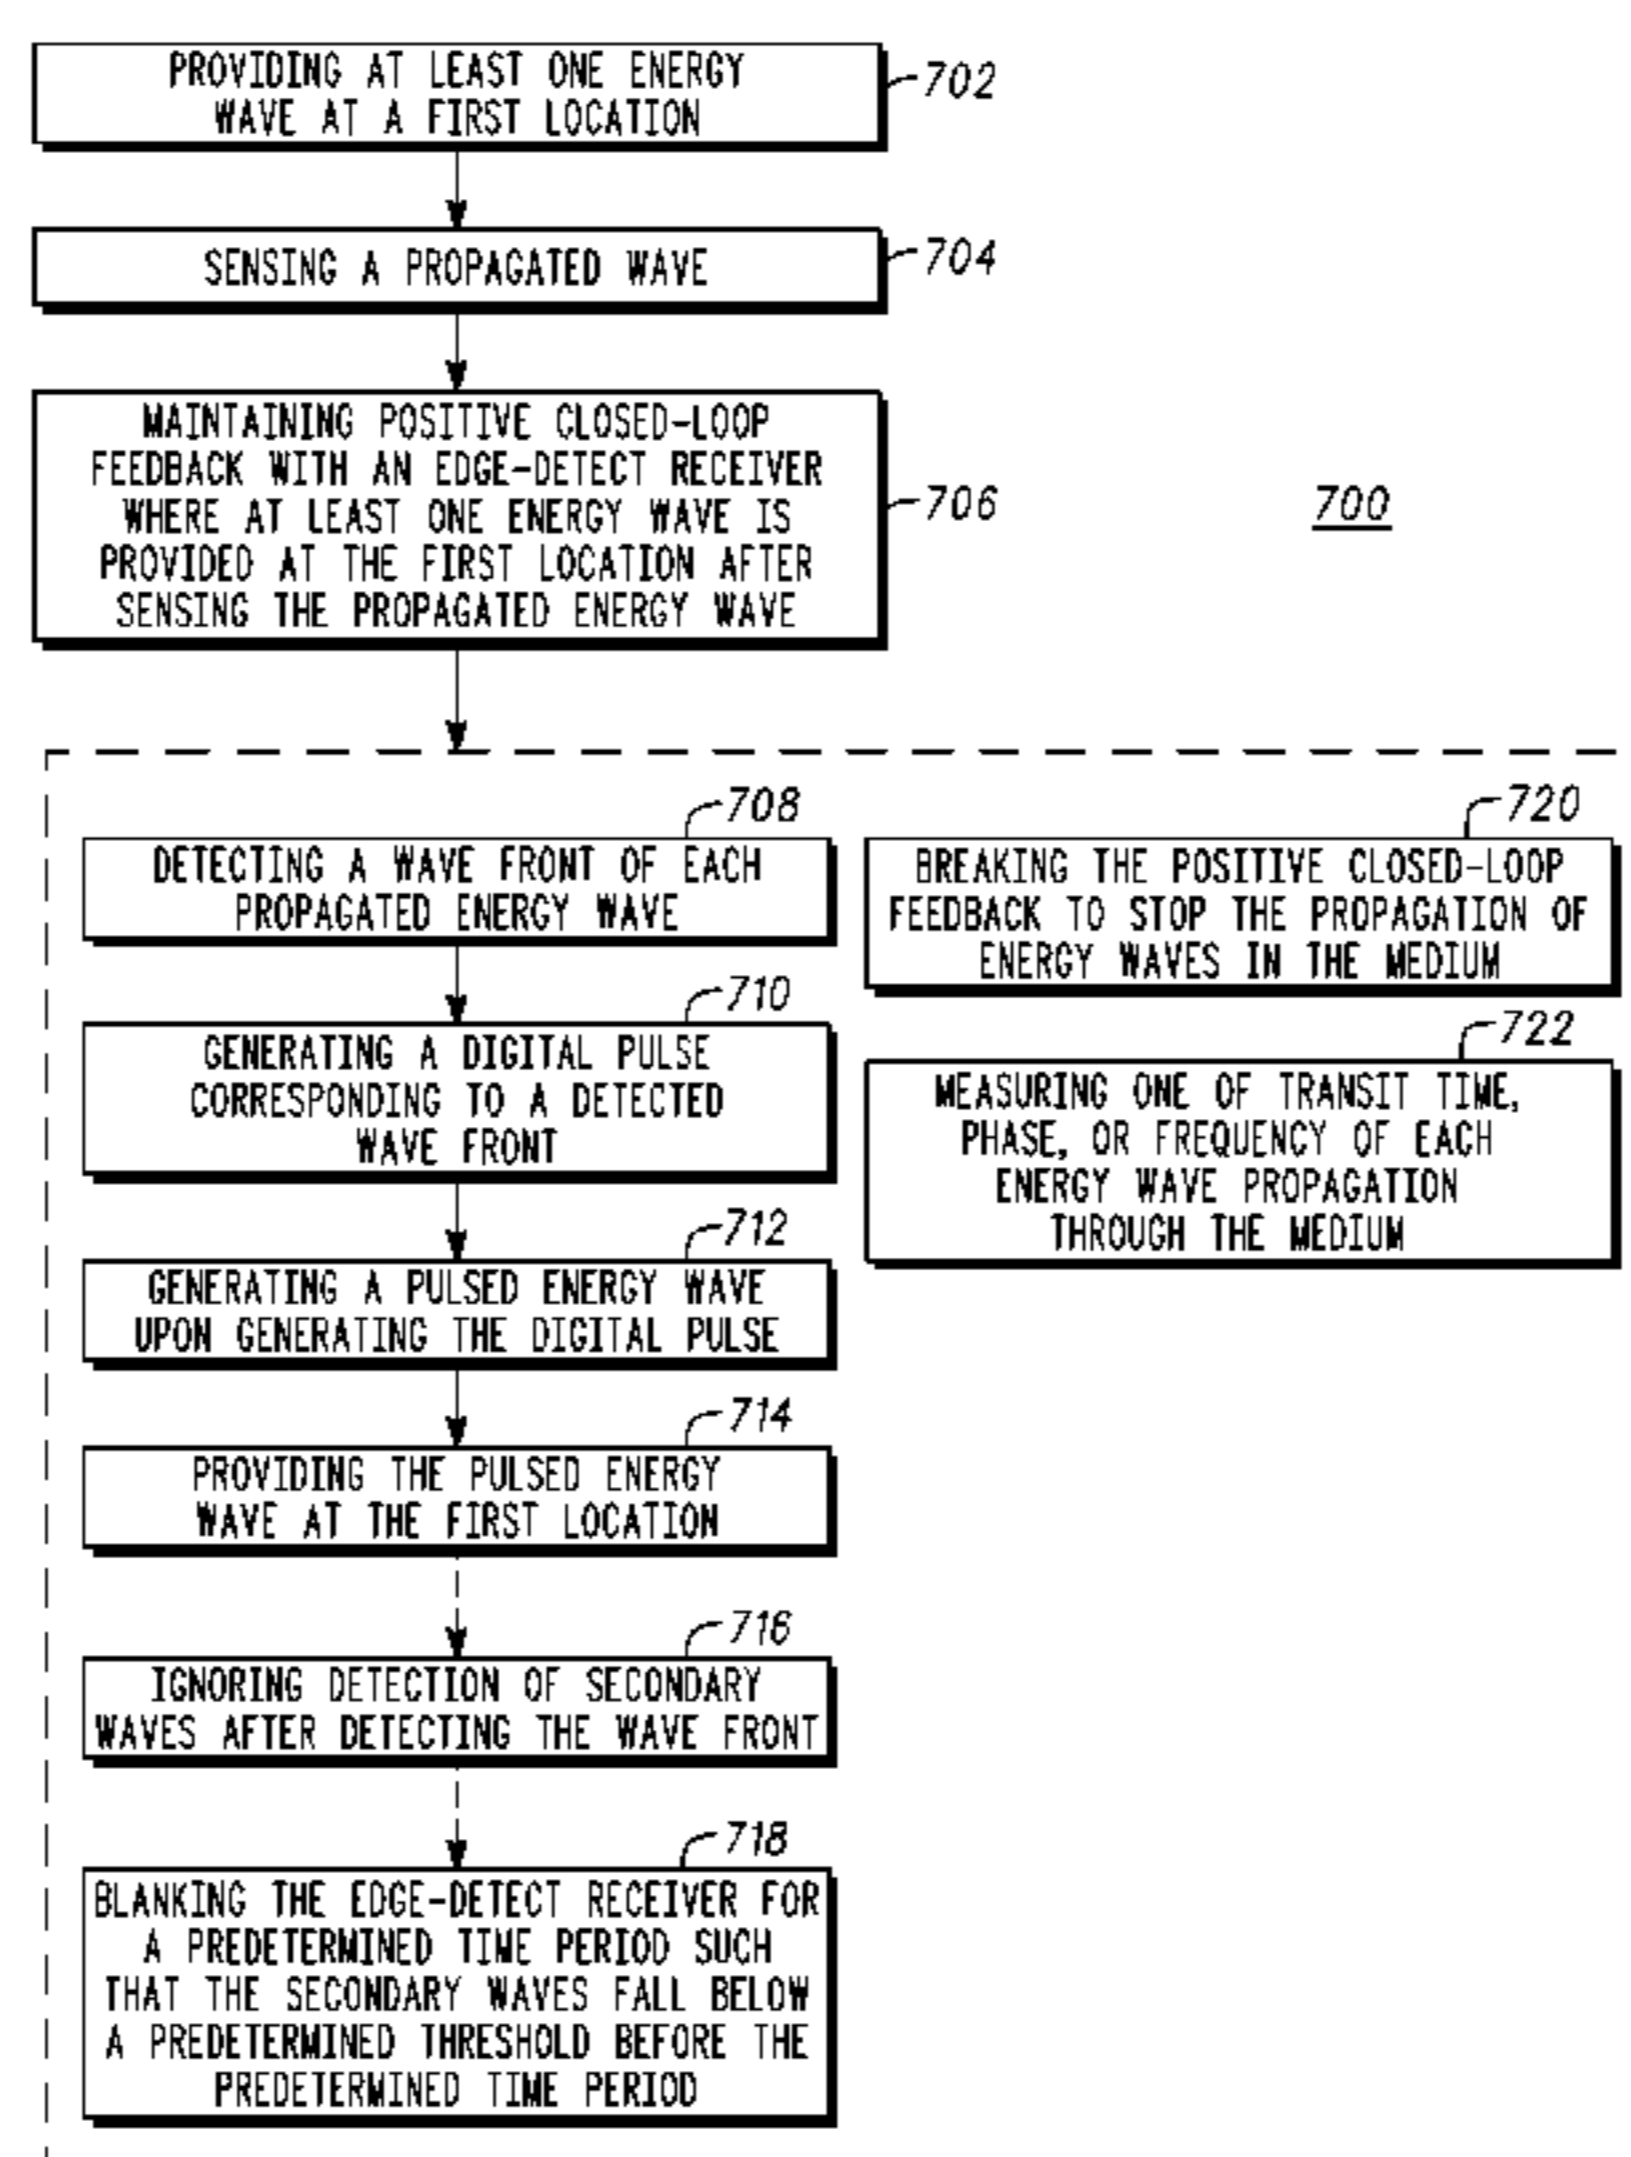 PROVIDING AT LEAST ONE ENERGY
WAVE AT A FIRST LOCATION
702
SENSING A PROPAGATED WAVE
704
MAINTAINING POSITIVE CLOSED-LOOP
FEEDBACK WITH AN EDGE-DETECT RECEIVER
WHERE AT LEAST ONE ENERGY WAVE IS
PROVIDED AT THE FIRST LOCATION AFTER
SENSING THE PROPAGATED ENERGY WAVE
706
700
708
DETECTING A WAVE FRONT OF EACH
PROPAGATED ENERGY WAVE
710
GENERATING A DIGITAL PULSE
CORRESPONDING TO A DETECTED
WAVE FRONT
712
GENERATING A PULSED ENERGY WAVE
UPON GENERATING THE DIGITAL PULSE
714
PROVIDING THE PULSED ENERGY
WAVE AT THE FIRST LOCATION
716
IGNORING DETECTION OF SECONDARY
WAVES AFTER DETECTING THE WAVE FRONT
718
BLANKING THE EDGE-DETECT RECEIVER FOR
A PREDETERMINED TIME PERIOD SUCH
THAT THE SECONDARY WAVES FALL BELOW
A PREDETERMINED THRESHOLD BEFORE THE
PREDETERMINED TIME PERIOD
720
BREAKING THE POSITIVE CLOSED-LOOP
FEEDBACK TO STOP THE PROPAGATION OF
ENERGY WAVES IN THE MEDIUM
722
MEASURING ONE OF TRANSIT TIME,
PHASE, OR FREQUENCY OF EACH
ENERGY WAVE PROPAGATION
THROUGH THE MEDIUM